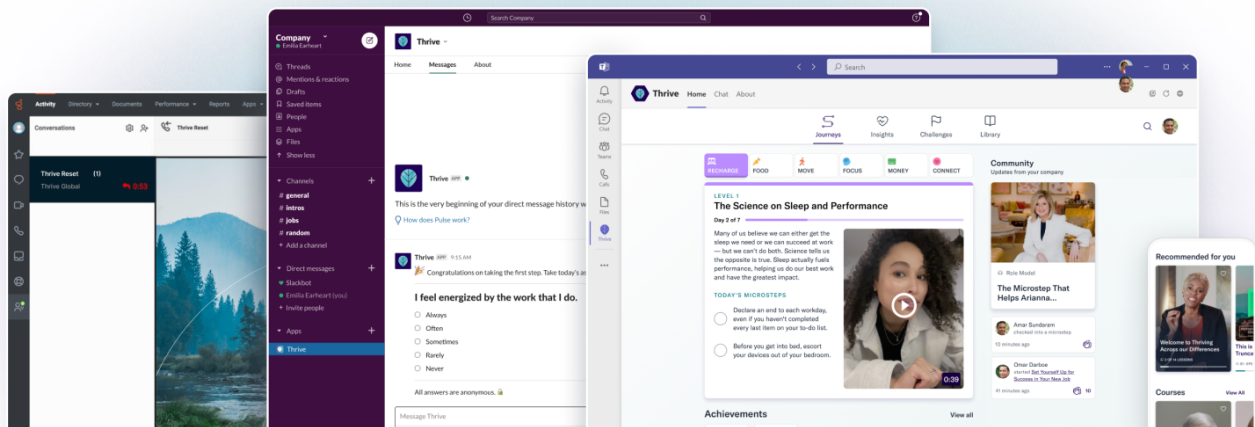 Activity
Directory
Documents
Performance
Reports
Apps
Conversations
Thrive Reset
Thrive Reset (1)
Thrive Global
0:53
Search Company
Company
Emilia Earheart
Threads
Mentions & reactions
Drafts
Saved items
People
Apps
Files
Show less
Channels
# general
# intros
# jobs
# random
+ Add a channel
Direct messages
Slackbot
Emilia Earheart (you)
+ Invite people
Apps
Thrive
Thrive
Home
Messages
About
Thrive APP
This is the very beginning of your direct message history w
How does Pulse work?
Thrive APP 9:15 AM
Congratulations on taking the first step. Take today's as
I feel energized by the work that I do.
Always
Often
Sometimes
Rarely
Never
All answers are anonymous.
Message Thrive
Search
Activity
Chat
Teams
Calls
Files
Thrive
Thrive
Home
Chat
About
Journeys
Insights
Challenges
Library
RECHARGE
FOOD
MOVE
FOCUS
MONEY
CONNECT
LEVEL 1
The Science on Sleep and Performance
Day 2 of 7
Many of us believe we can either get the
sleep we need or we can succeed at work
— but we can't do both. Science tells us
the opposite is true. Sleep actually fuels
performance, helping us do our best work
and have the greatest impact.
TODAY'S MICROSTEPS
Declare an end to each workday,
even if you haven't completed
every last item on your to-do list.
Before you get into bed, escort
your devices out of your bedroom.
0:39
Achievements
View all
Community
Updates from your company
Role Model
The Microstep That
Helps Arianna...
Amar Sundaram
checked into a microstep
10 minutes ago
Omar Darboe
started Set Yourself Up for
Success in Your New Job
41 minutes ago
10
Recommended for you
Welcome to Thriving
Across our Differences
This is
Trunca
Courses
View All